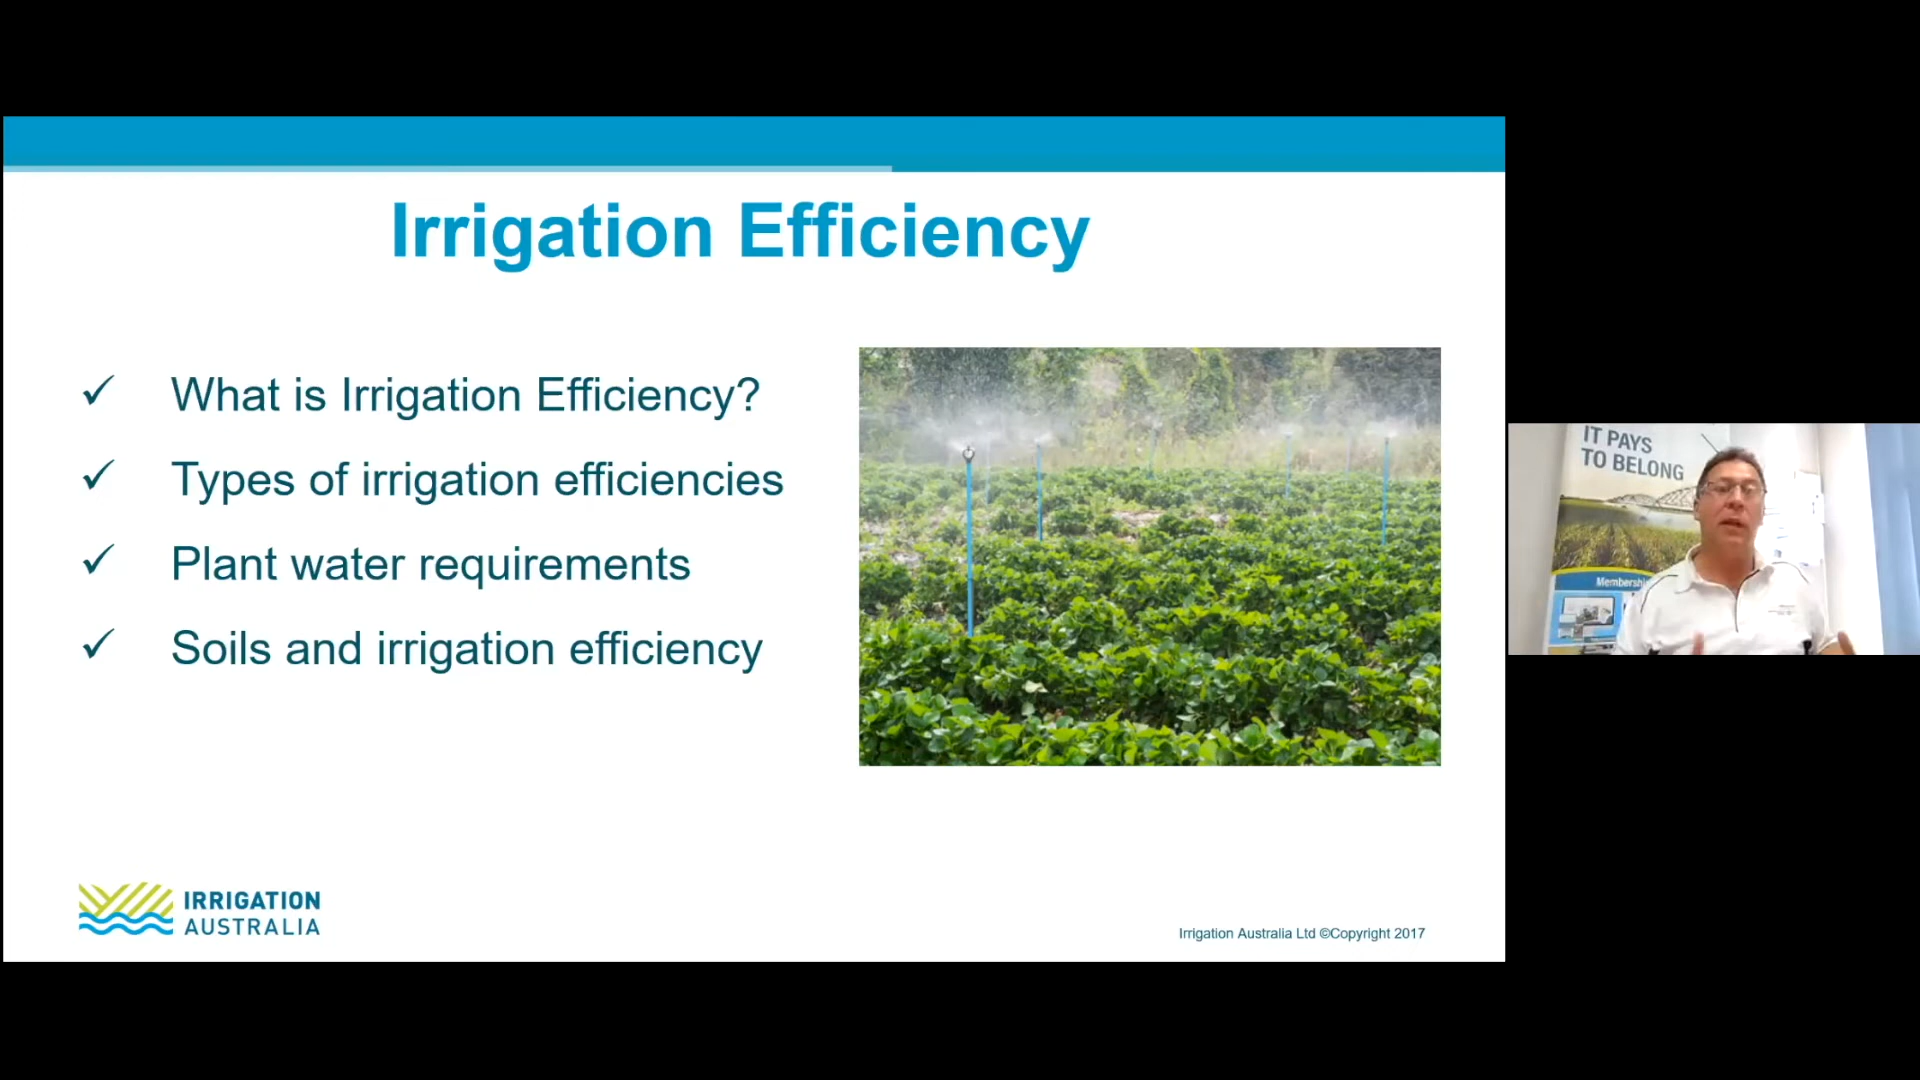 Irrigation Efficiency
✓ What is Irrigation Efficiency?
✓ Types of irrigation efficiencies
✓ Plant water requirements
✓ Soils and irrigation efficiency
IRRIGATION
AUSTRALIA
Irrigation Australia Ltd ©Copyright 2017
IT PAYS
TO BELONG